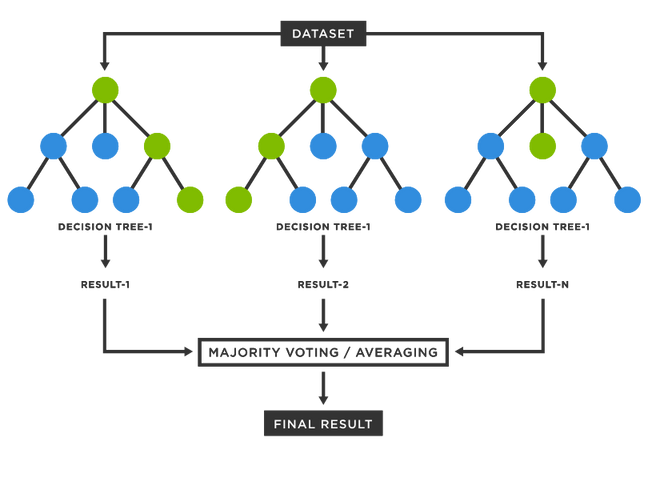 DATASET
DECISION TREE-1
DECISION TREE-1
DECISION TREE-1
RESULT-1
RESULT-2
RESULT-N
MAJORITY VOTING / AVERAGING
FINAL RESULT